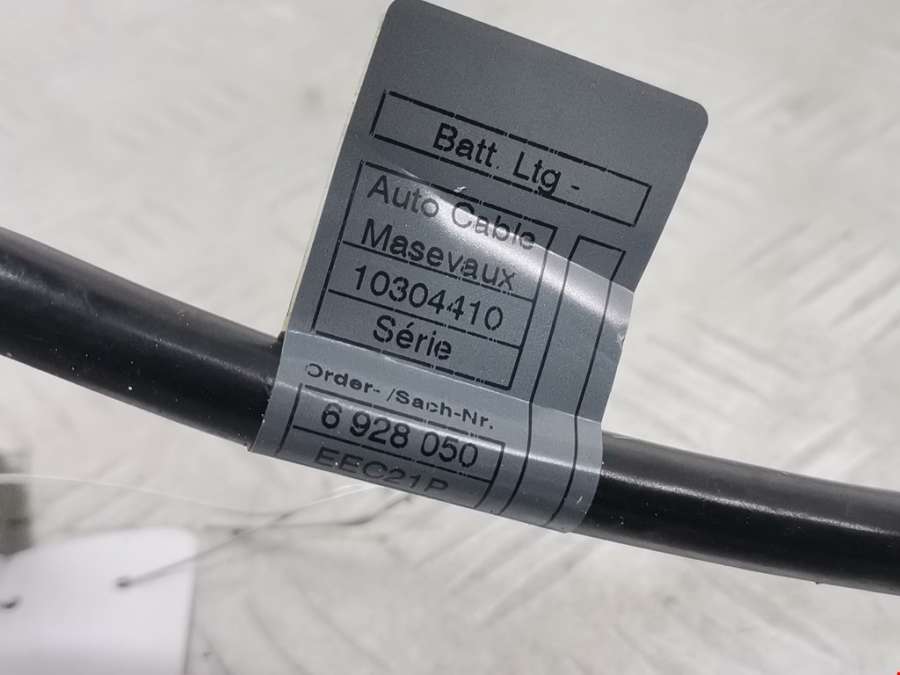 Batt. Ltg -
Auto Cable
Masevaux
10304410
Série
Order- /Sach-Nr.
6 928 050